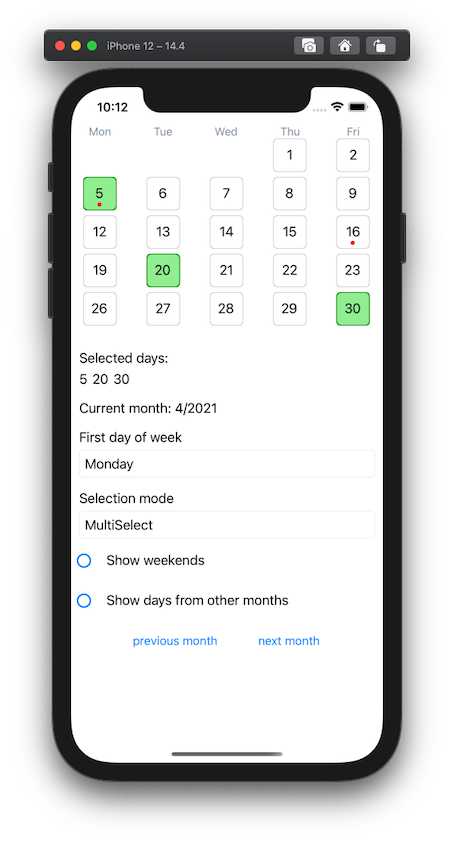 iPhone 12 – 14.4
10:12
Mon Tue Wed Thu Fri
1 2
5 6 7 8 9
12 13 14 15 16
19 20 21 22 23
26 27 28 29 30
Selected days:
5 20 30
Current month: 4/2021
First day of week
Monday
Selection mode
MultiSelect
Show weekends
Show days from other months
previous month next month